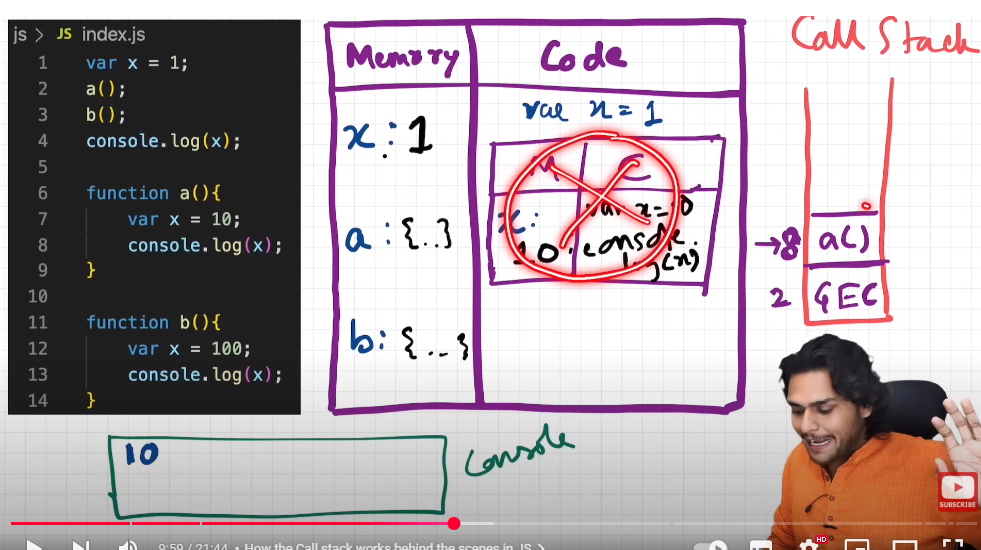 js > JS index.js
1 var x = 1;
2 a();
3 b();
4 console.log(x);
5
6 function a(){
7 var x = 10;
8 console.log(x);
9 }
10
11 function b(){
12 var x = 100;
13 console.log(x);
14 }
Memory Code
x : 1
a : {..}
b : {...}
var x = 1
M C
x :
10
var x = 10
console.
log(x)
Call Stack
→8 a()
2 GEC
10
Console
SUBSCRIBE
9:59 / 21:44 • How the Call stack works behind the scenes in JS >
HD